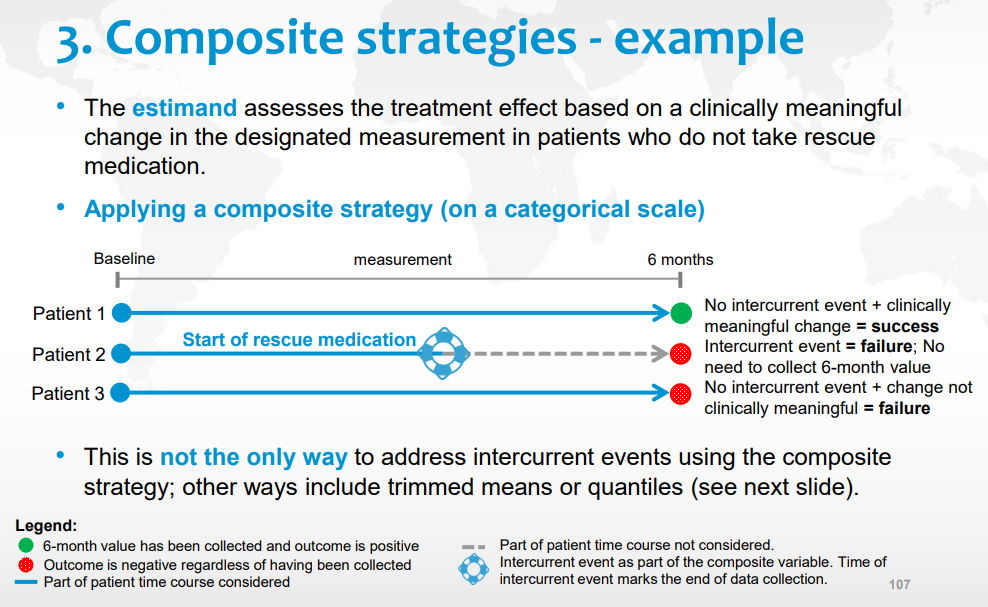 3. Composite strategies - example
• The estimand assesses the treatment effect based on a clinically meaningful
change in the designated measurement in patients who do not take rescue
medication.
• Applying a composite strategy (on a categorical scale)
Baseline measurement 6 months
Patient 1
No intercurrent event + clinically
meaningful change = success
Start of rescue medication
Patient 2
Intercurrent event = failure; No
need to collect 6-month value
Patient 3
No intercurrent event + change not
clinically meaningful = failure
• This is not the only way to address intercurrent events using the composite
strategy; other ways include trimmed means or quantiles (see next slide).
Legend:
6-month value has been collected and outcome is positive
Outcome is negative regardless of having been collected
Part of patient time course considered
Part of patient time course not considered.
Intercurrent event as part of the composite variable. Time of
intercurrent event marks the end of data collection.
107